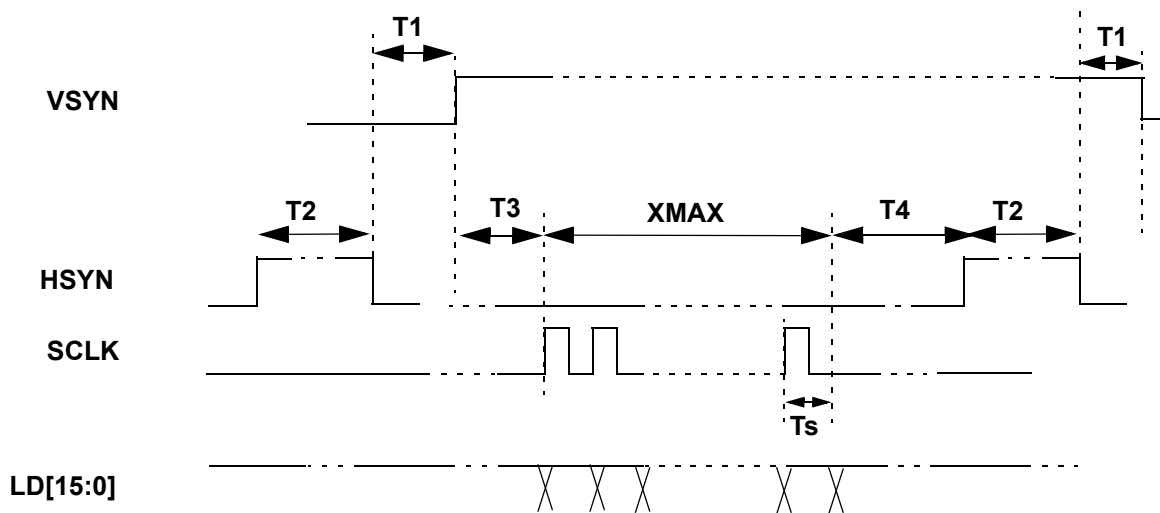 T1
T1
VSYN
T2
T3
XMAX
T4
T2
HSYN
SCLK
Ts
LD[15:0]